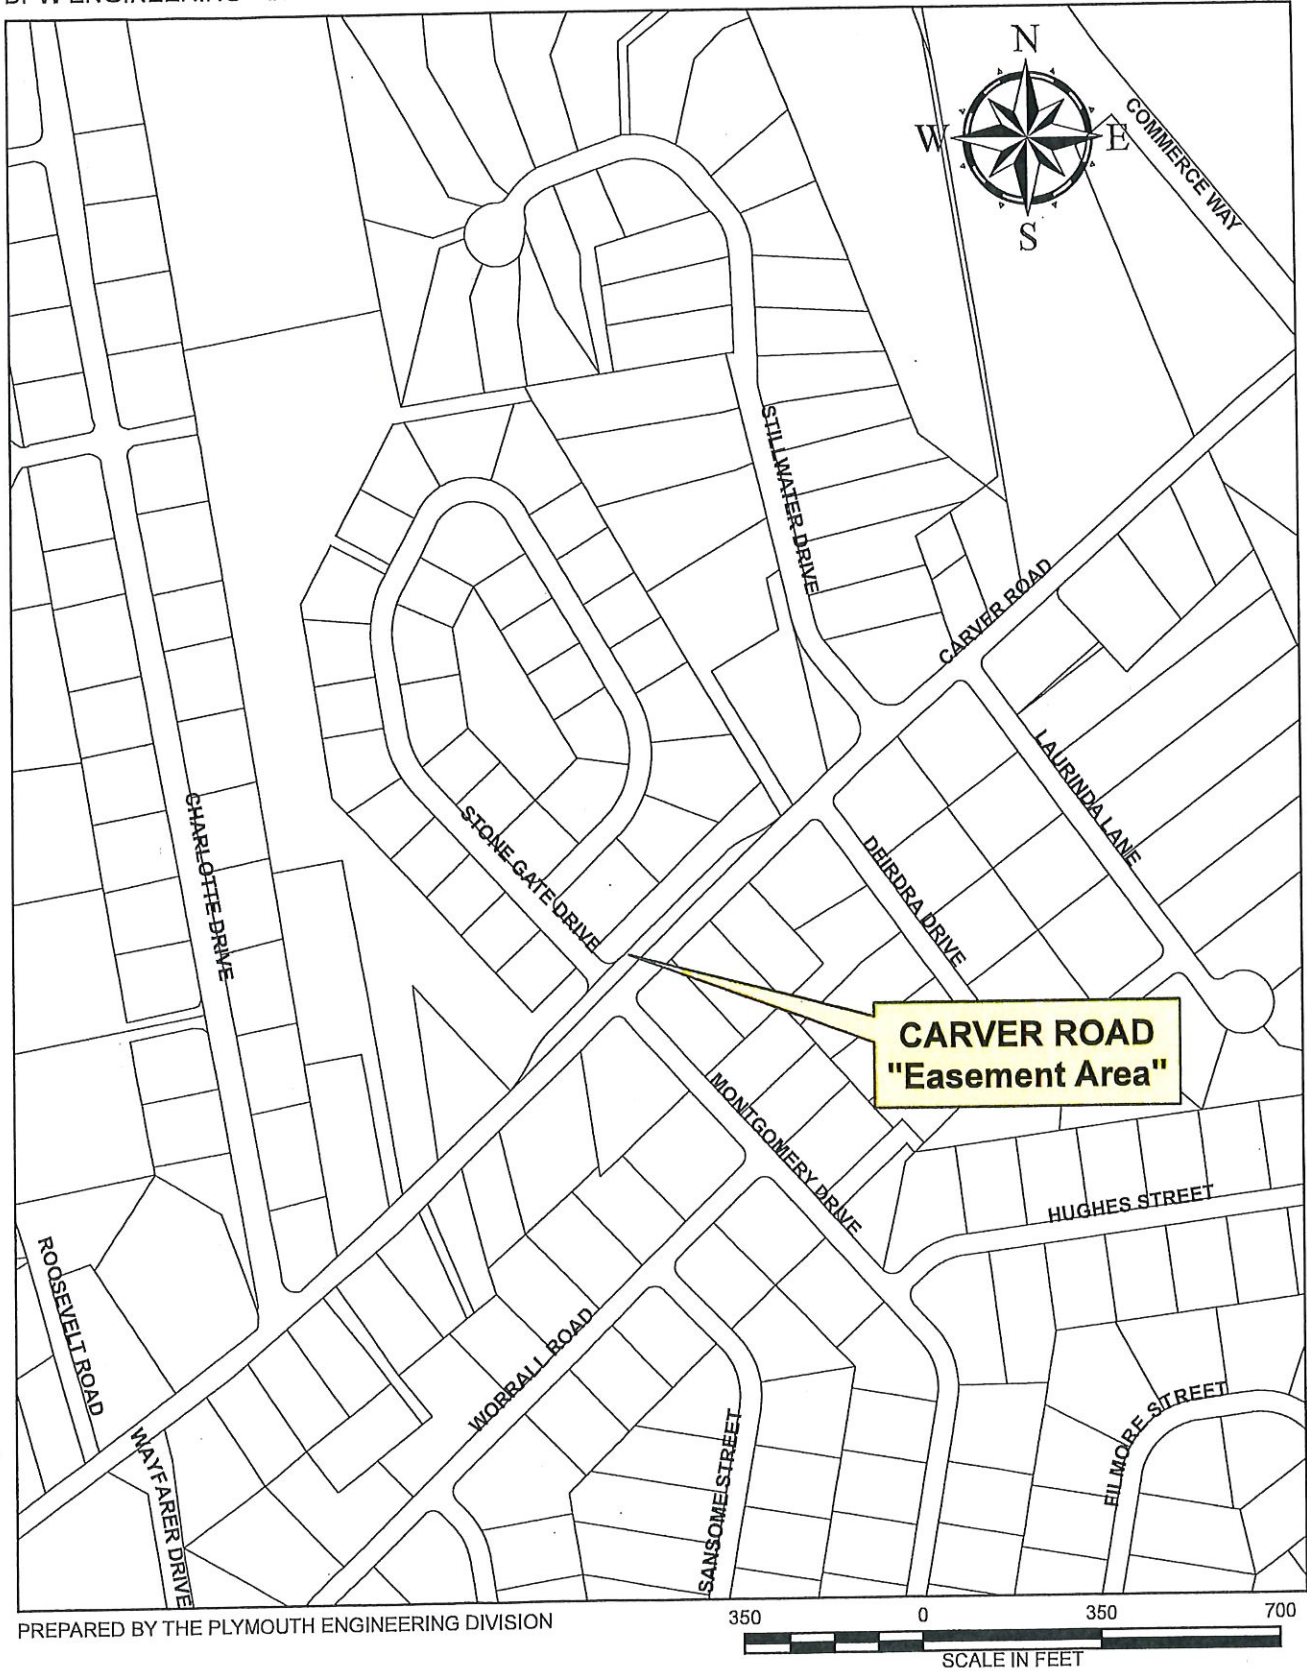 ENGINEERING
N
W
E
S
COMMERCE WAY
STILLWATER DRIVE
CARVER ROAD
LAURINDA LANE
CHARLOTTE DRIVE
STONE GATE DRIVE
DEIRDRA DRIVE
CARVER ROAD
"Easement Area"
MONTGOMERY DRIVE
HUGHES STREET
ROOSEVELT ROAD
WORRALL ROAD
WAYFARER DRIVE
SANSOME STREET
FILMORE STREET
PREPARED BY THE PLYMOUTH ENGINEERING DIVISION
350 0 350 700
SCALE IN FEET